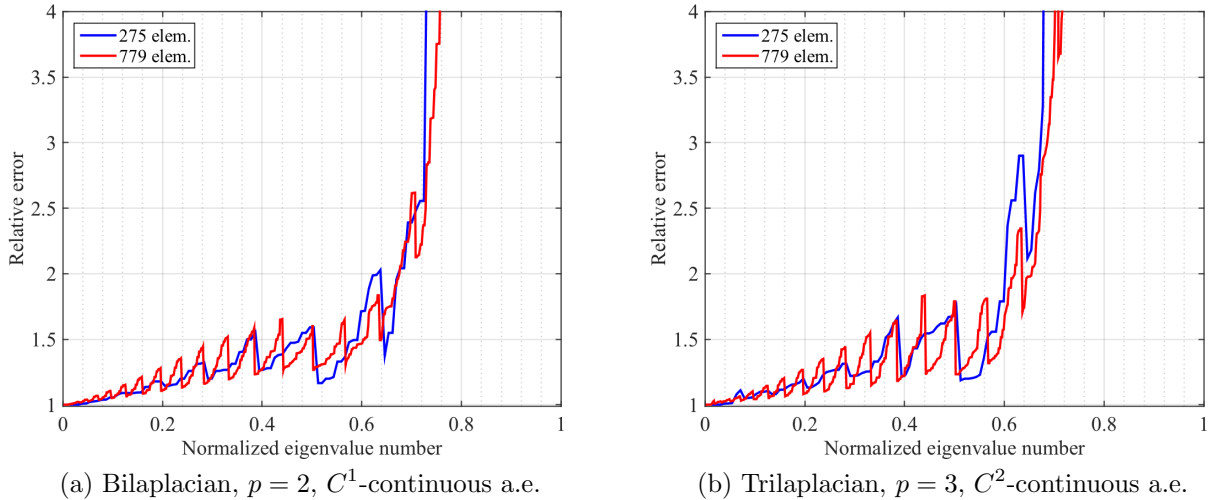 4
3.5
3
2.5
2
1.5
1
0
0.2
0.4
0.6
0.8
1
Relative error
Normalized eigenvalue number
275 elem.
779 elem.
(a) Bilaplacian, p = 2, C¹-continuous a.e.
4
3.5
3
2.5
2
1.5
1
0
0.2
0.4
0.6
0.8
1
Relative error
Normalized eigenvalue number
275 elem.
779 elem.
(b) Trilaplacian, p = 3, C²-continuous a.e.